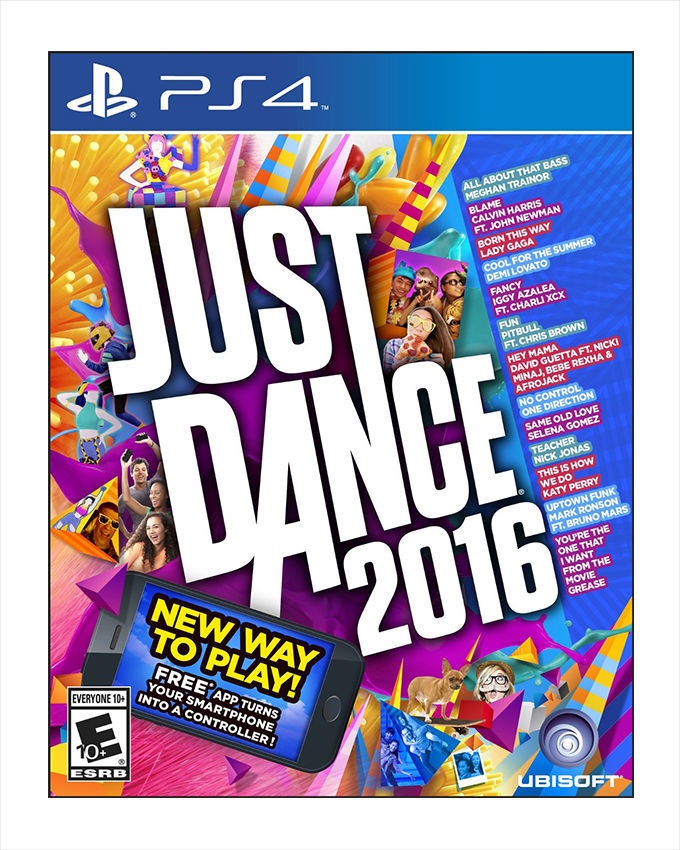 PS4™
JUST
DANCE®
2016
ALL ABOUT THAT BASS
MEGHAN TRAINOR
BLAME
CALVIN HARRIS
FT. JOHN NEWMAN
BORN THIS WAY
LADY GAGA
COOL FOR THE SUMMER
DEMI LOVATO
FANCY
IGGY AZALEA
FT. CHARLI XCX
FUN
PITBULL
FT. CHRIS BROWN
HEY MAMA
DAVID GUETTA FT. NICKI
MINAJ, BEBE REXHA &
AFROJACK
NO CONTROL
ONE DIRECTION
SAME OLD LOVE
SELENA GOMEZ
TEACHER
NICK JONAS
THIS IS HOW
WE DO
KATY PERRY
UPTOWN FUNK
MARK RONSON
FT. BRUNO MARS
YOU'RE THE
ONE THAT
I WANT
FROM THE
MOVIE
GREASE
NEW WAY
TO PLAY!
FREE* APP TURNS
YOUR SMARTPHONE
INTO A CONTROLLER!
EVERYONE 10+
E
10+
®
ESRB
UBISOFT